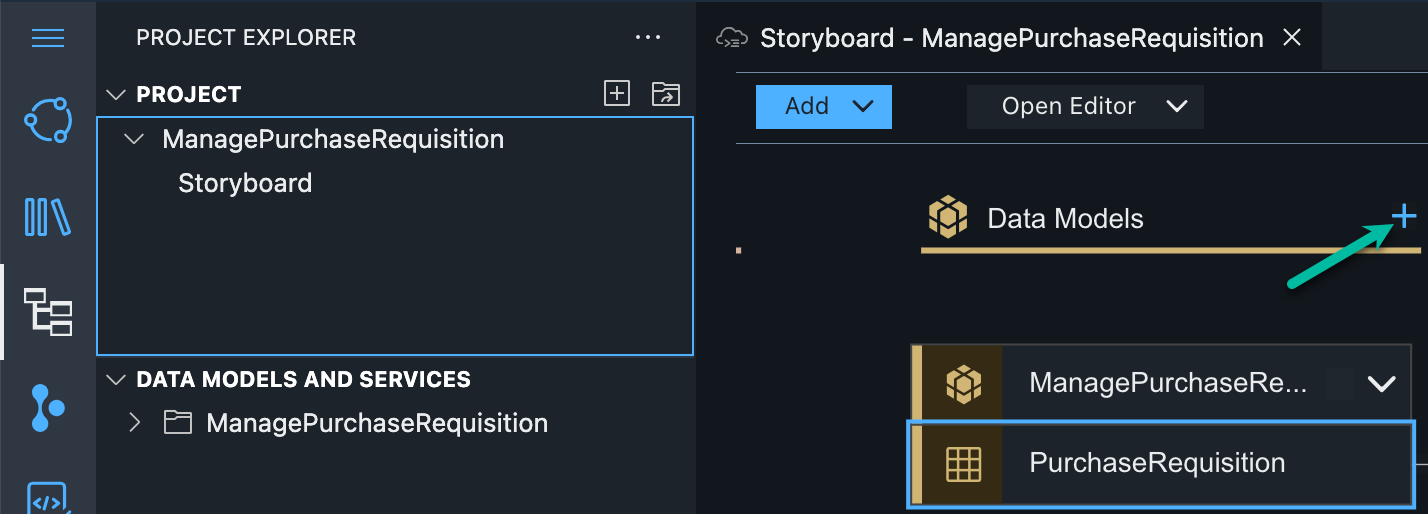 PROJECT EXPLORER
PROJECT
ManagePurchaseRequisition
Storyboard
DATA MODELS AND SERVICES
ManagePurchaseRequisition
Storyboard - ManagePurchaseRequisition
Add
Open Editor
Data Models
ManagePurchaseRe...
PurchaseRequisition